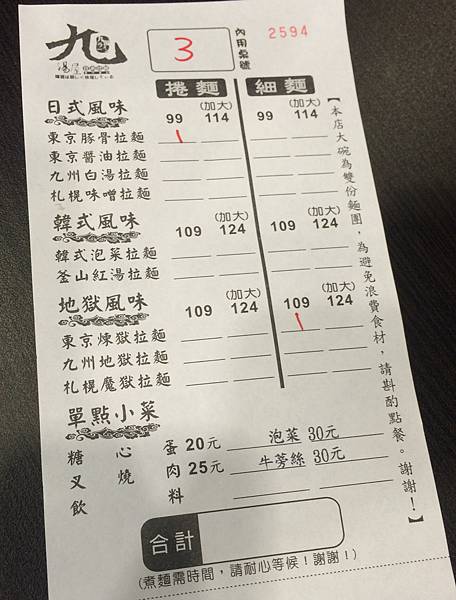 九
湯屋
3
內用桌號
2594
捲麵 細麵
日式風味 99 (加大) 114 99 (加大) 114
東京豚骨拉麵
東京醬油拉麵
九州白湯拉麵
札幌味噌拉麵
韓式風味 109 (加大) 124 109 (加大) 124
韓式泡菜拉麵
釜山紅湯拉麵
地獄風味 109 (加大) 124 109 (加大) 124
東京煉獄拉麵
九州地獄拉麵
札幌魔獄拉麵
單點小菜
糖心蛋 20元 泡菜 30元
叉燒肉 25元 牛蒡絲 30元
飲料
合計
(煮麵需時間，請耐心等候！謝謝！)
【本店大碗為雙份麵團，為避免浪費食材，請斟酌點餐。謝謝！】